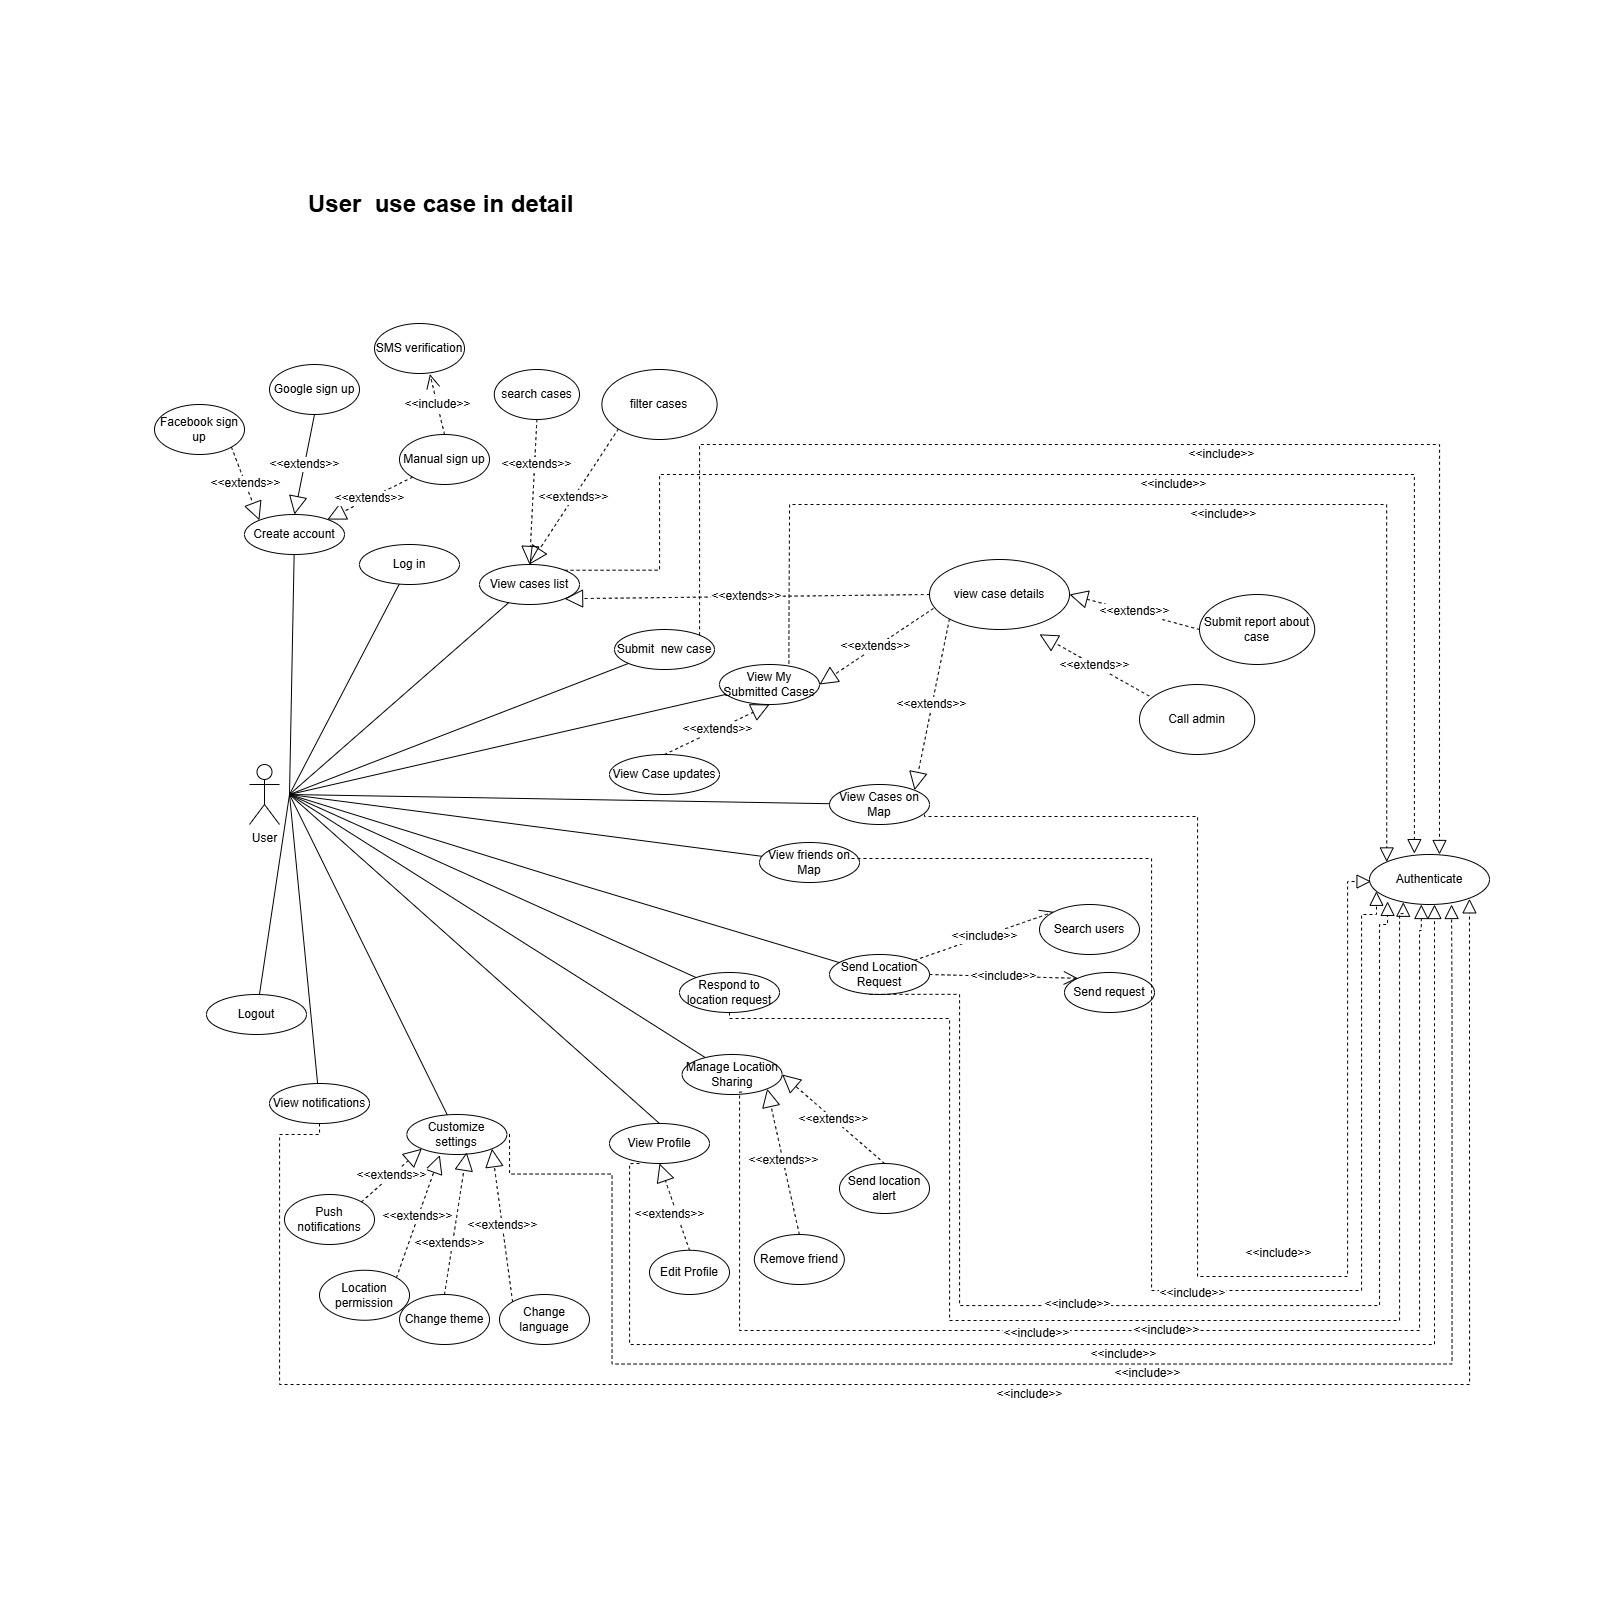 User  use case in detail
SMS verification
Google sign up
search cases
filter cases
<<include>>
Facebook sign
up
Manual sign up
<<include>>
<<extends>>
<<extends>>
<<extends>>
<<include>>
<<extends>>
<<extends>>
<<include>>
Create account
Log in
View cases list
<<extends>>
view case details
<<extends>>
Submit report about
case
Submit  new case
<<extends>>
<<extends>>
View My
Submitted Cases
<<extends>>
Call admin
<<extends>>
View Case updates
View Cases on
Map
User
View friends on
Map
Authenticate
Search users
<<include>>
Send Location
Request
<<include>>
Send request
Respond to
location request
Logout
Manage Location
Sharing
View notifications
<<extends>>
Customize
settings
View Profile
<<extends>>
<<extends>>
Send location
alert
Push
notifications
<<extends>>
<<extends>>
<<extends>>
<<extends>>
<<include>>
Remove friend
Edit Profile
Location
permission
<<include>>
<<include>>
Change theme
Change
language
<<include>>
<<include>>
<<include>>
<<include>>
<<include>>